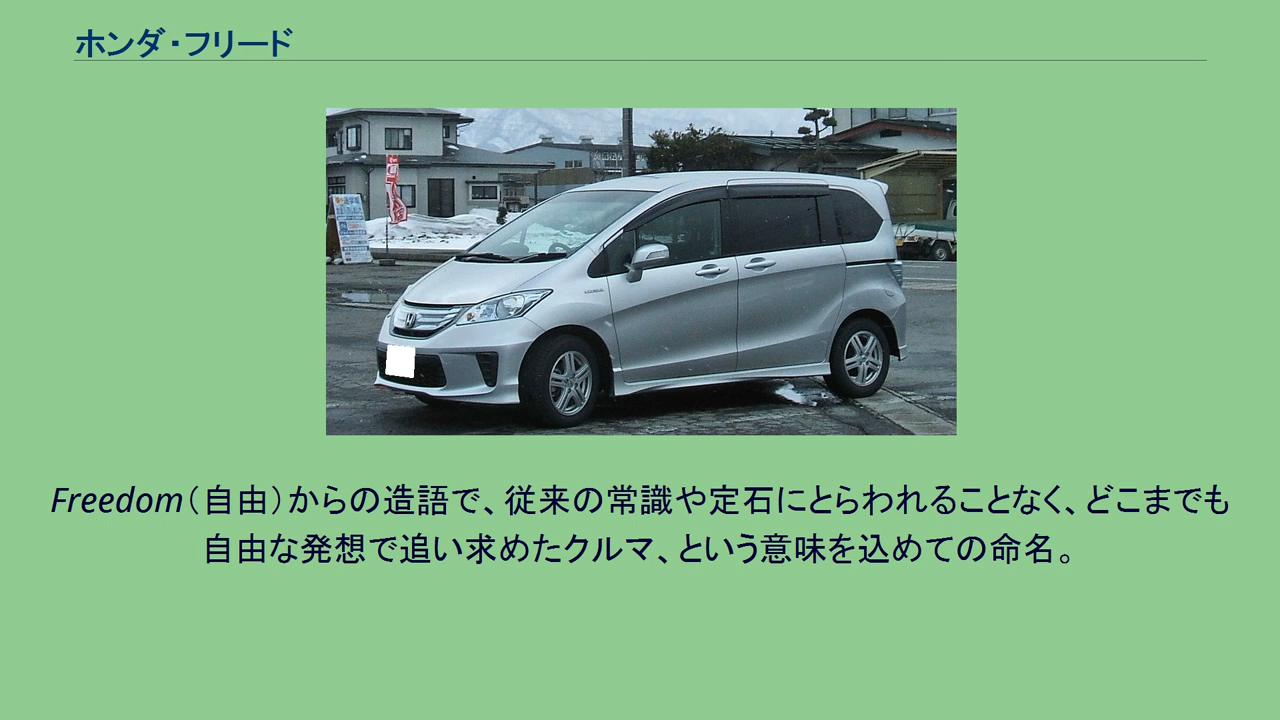 ホンダ・フリード
Freedom（自由）からの造語で、従来の常識や定石にとらわれることなく、どこまでも
自由な発想で追い求めたクルマ、という意味を込めての命名。